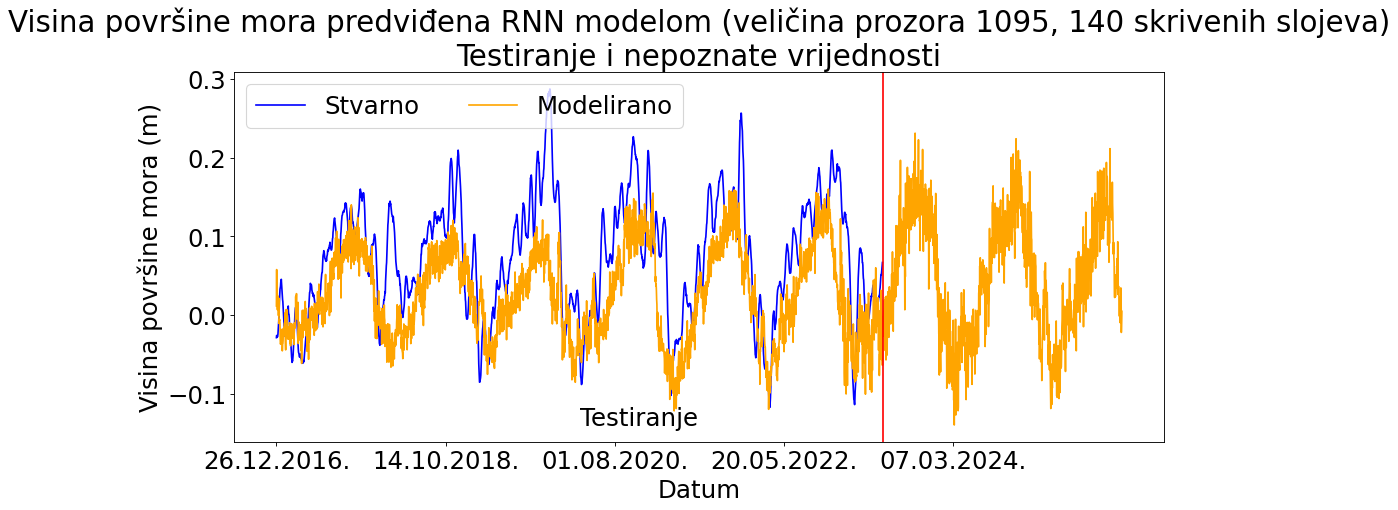 Visina površine mora predviđena RNN modelom (veličina prozora 1095, 140 skrivenih slojeva)
Testiranje i nepoznate vrijednosti
Stvarno
Modelirano
Visina površine mora (m)
0.3
0.2
0.1
0.0
−0.1
Testiranje
26.12.2016.
14.10.2018.
01.08.2020.
20.05.2022.
07.03.2024.
Datum